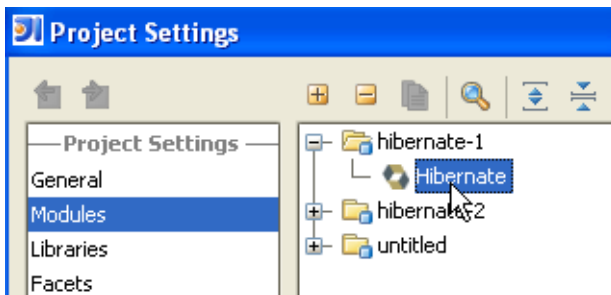 Project Settings
Project Settings
General
Modules
Libraries
Facets
hibernate-1
Hibernate
hibernate-2
untitled